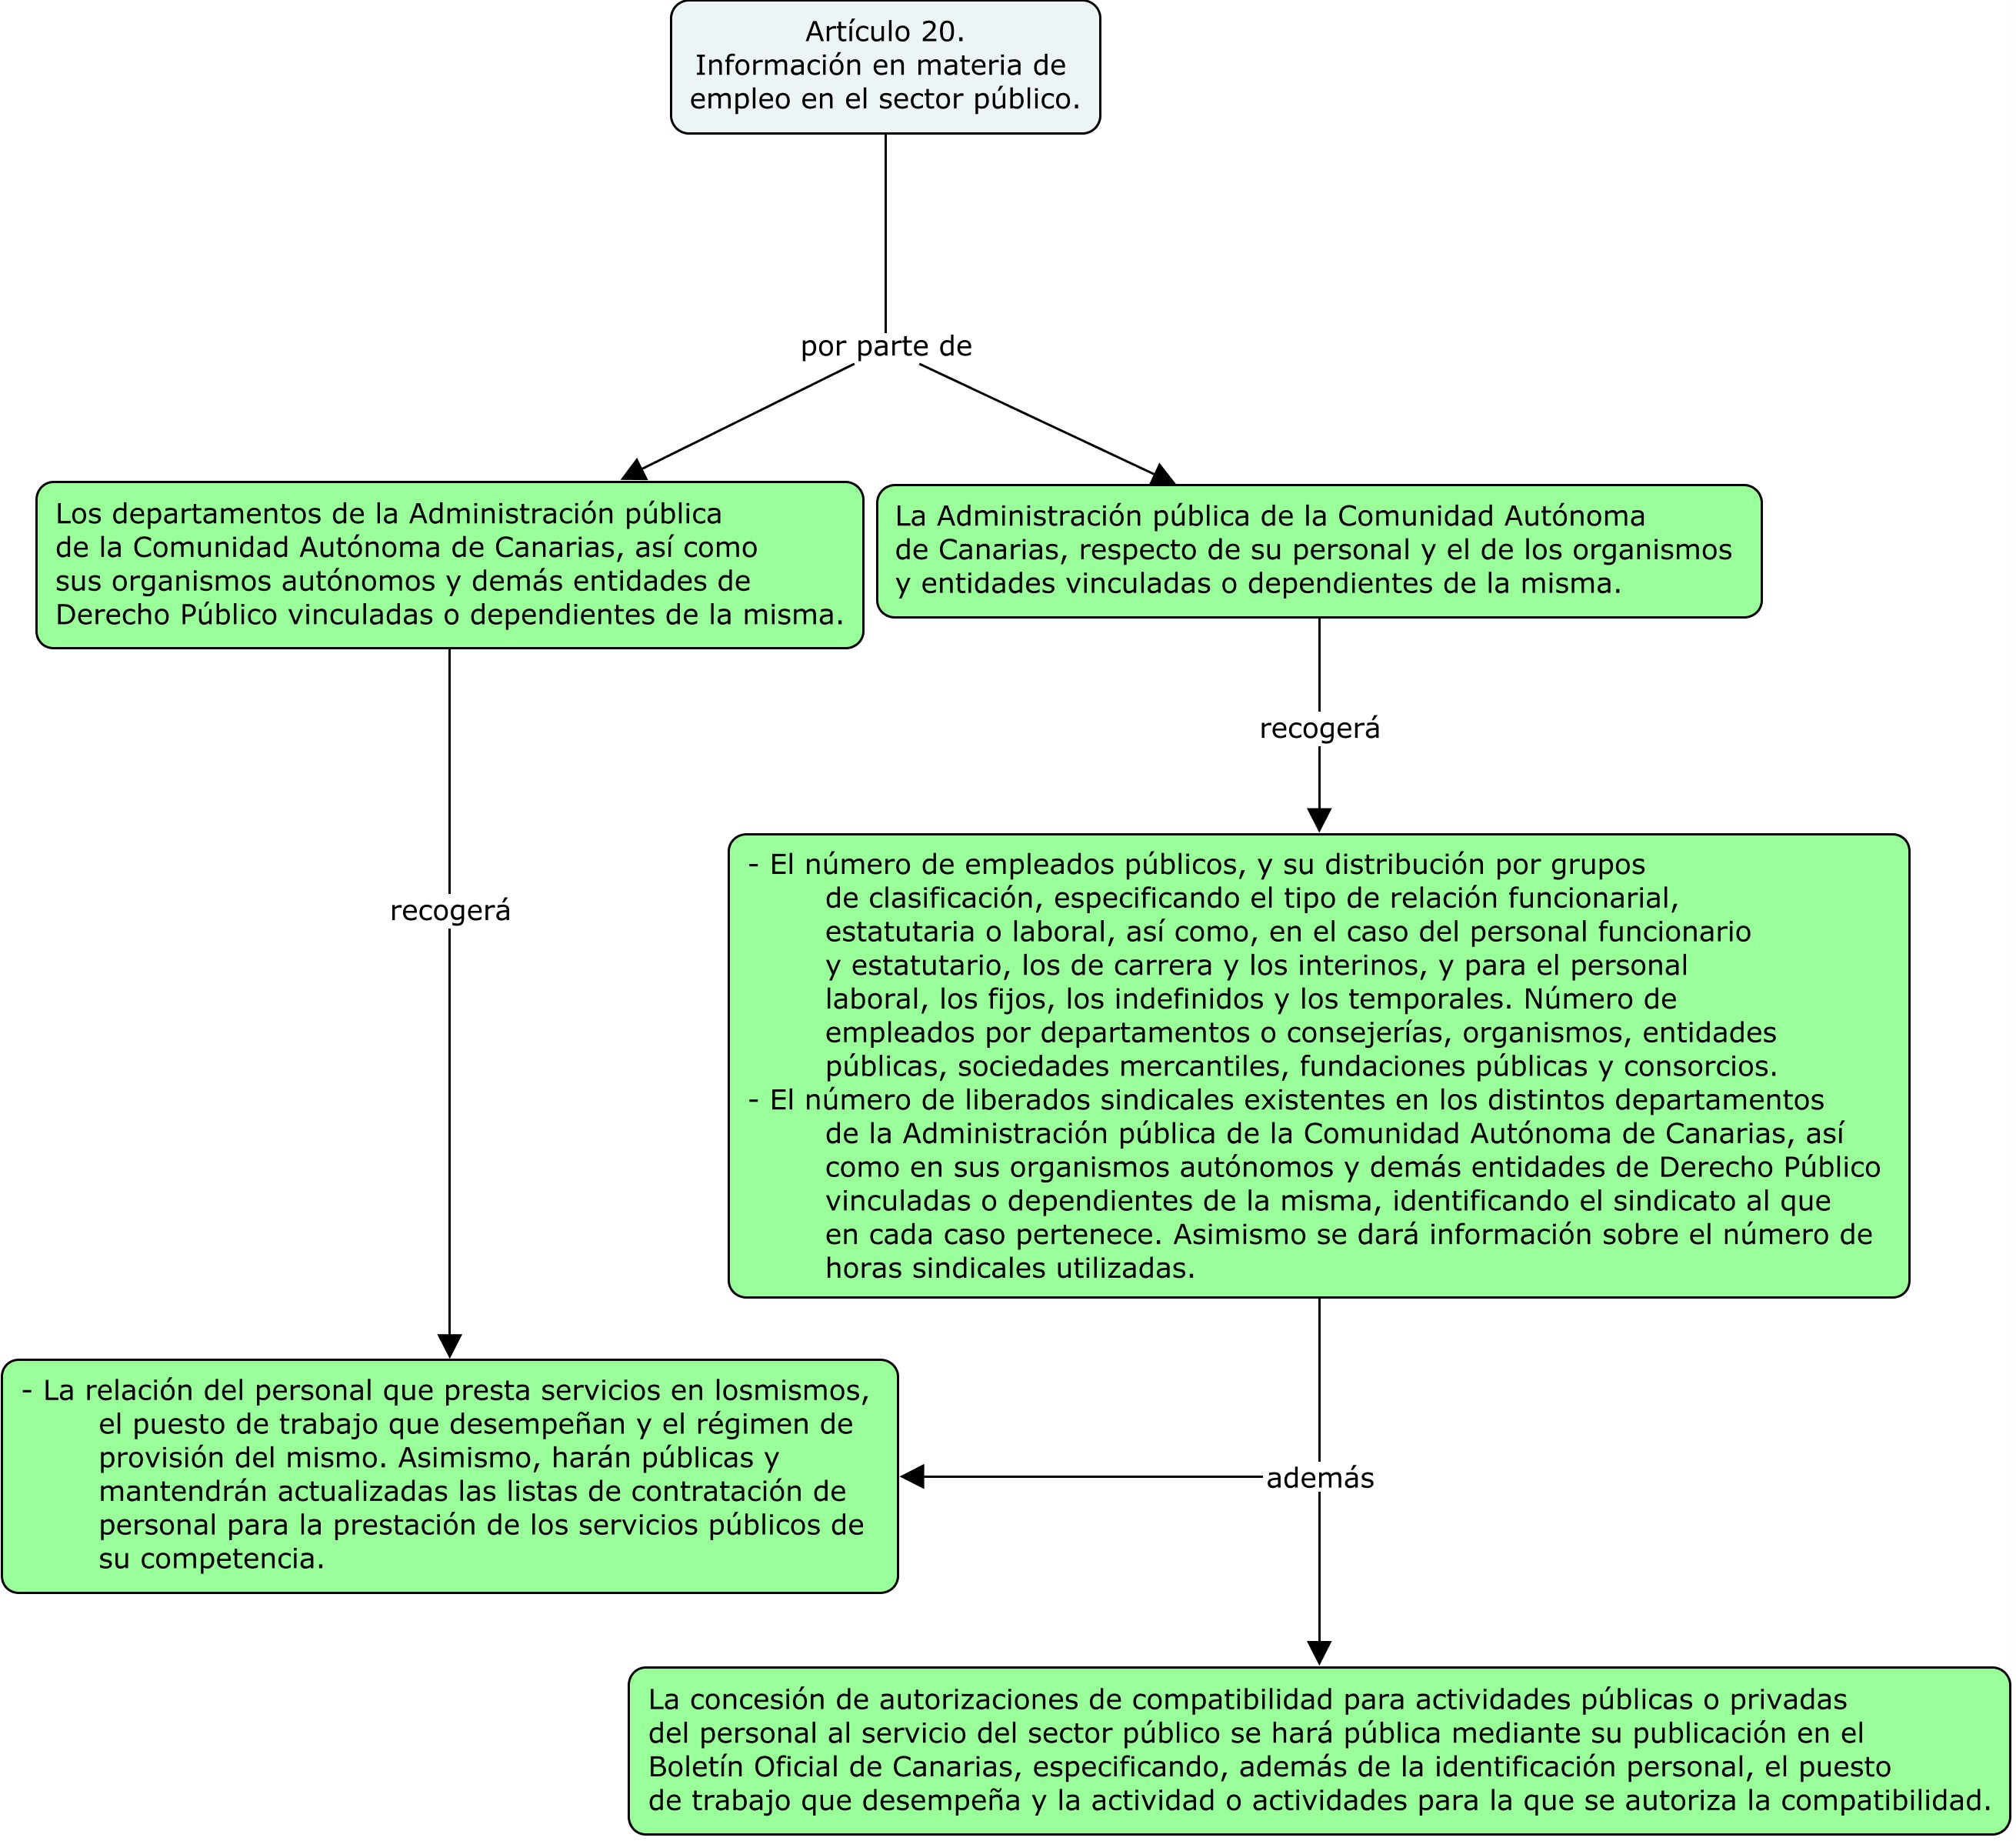 Artículo 20.
Información en materia de
empleo en el sector público.
por parte de
Los departamentos de la Administración pública
de la Comunidad Autónoma de Canarias, así como
sus organismos autónomos y demás entidades de
Derecho Público vinculadas o dependientes de la misma.
La Administración pública de la Comunidad Autónoma
de Canarias, respecto de su personal y el de los organismos
y entidades vinculadas o dependientes de la misma.
recogerá
recogerá
- El número de empleados públicos, y su distribución por grupos
de clasificación, especificando el tipo de relación funcionarial,
estatutaria o laboral, así como, en el caso del personal funcionario
y estatutario, los de carrera y los interinos, y para el personal
laboral, los fijos, los indefinidos y los temporales. Número de
empleados por departamentos o consejerías, organismos, entidades
públicas, sociedades mercantiles, fundaciones públicas y consorcios.
- El número de liberados sindicales existentes en los distintos departamentos
de la Administración pública de la Comunidad Autónoma de Canarias, así
como en sus organismos autónomos y demás entidades de Derecho Público
vinculadas o dependientes de la misma, identificando el sindicato al que
en cada caso pertenece. Asimismo se dará información sobre el número de
horas sindicales utilizadas.
- La relación del personal que presta servicios en losmismos,
el puesto de trabajo que desempeñan y el régimen de
provisión del mismo. Asimismo, harán públicas y
mantendrán actualizadas las listas de contratación de
personal para la prestación de los servicios públicos de
su competencia.
además
La concesión de autorizaciones de compatibilidad para actividades públicas o privadas
del personal al servicio del sector público se hará pública mediante su publicación en el
Boletín Oficial de Canarias, especificando, además de la identificación personal, el puesto
de trabajo que desempeña y la actividad o actividades para la que se autoriza la compatibilidad.